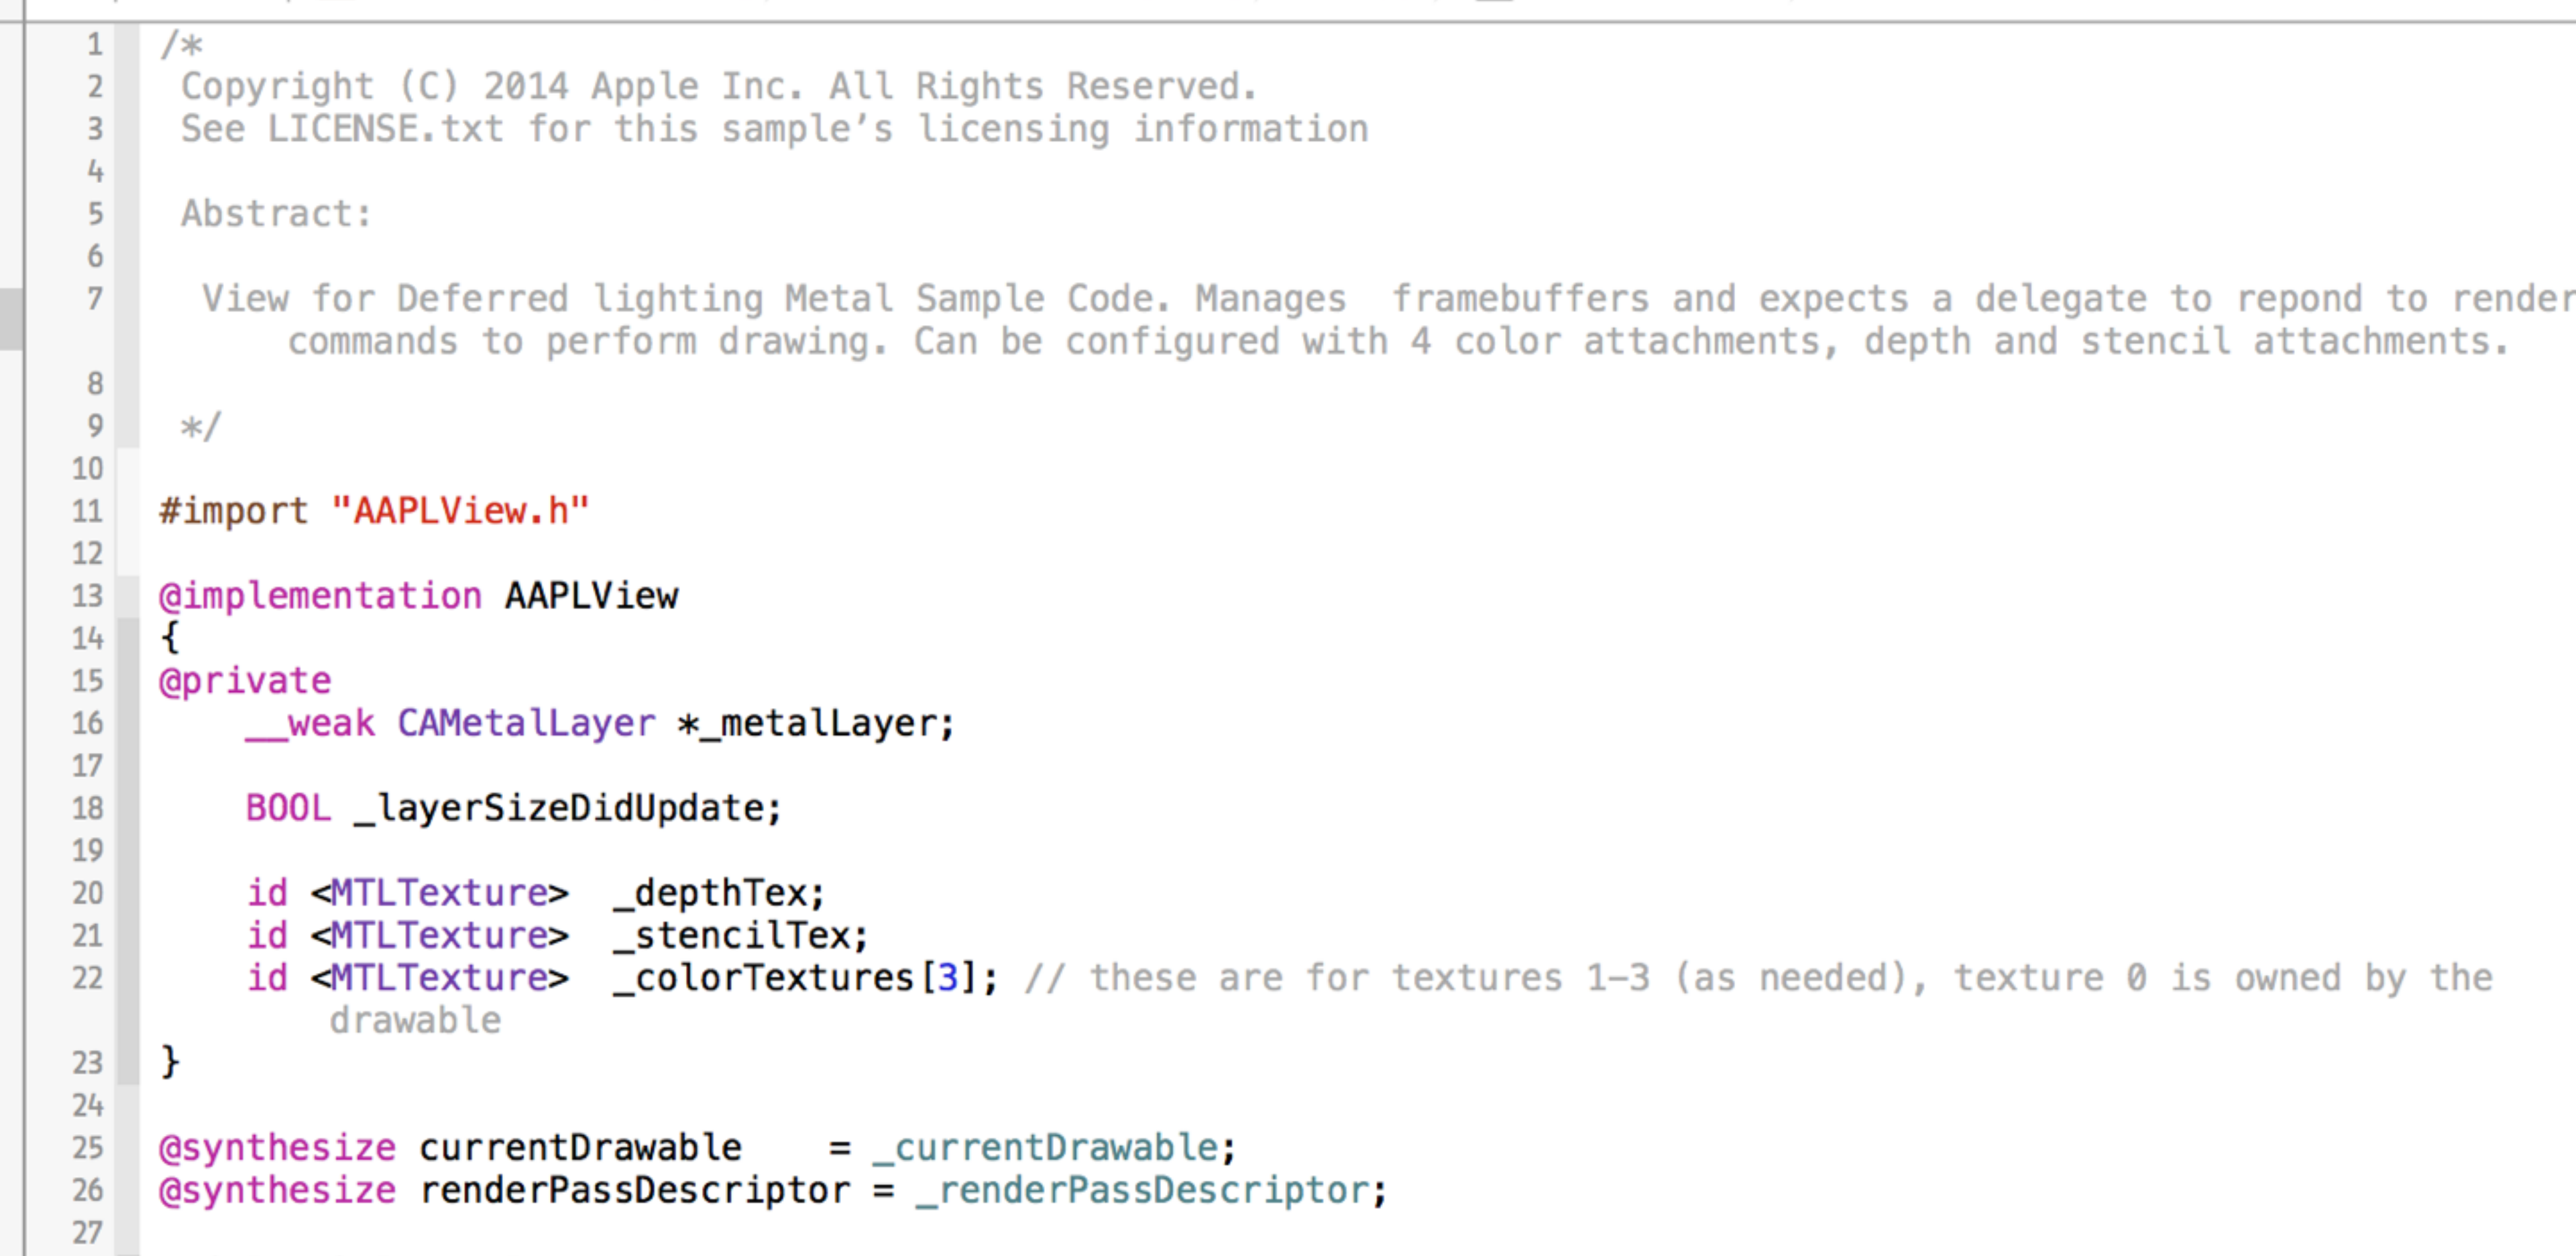 1 /*
2  Copyright (C) 2014 Apple Inc. All Rights Reserved.
3  See LICENSE.txt for this sample’s licensing information
4
5  Abstract:
6
7   View for Deferred lighting Metal Sample Code. Manages  framebuffers and expects a delegate to repond to render
commands to perform drawing. Can be configured with 4 color attachments, depth and stencil attachments.
8
9  */
10
11 #import "AAPLView.h"
12
13 @implementation AAPLView
14 {
15 @private
16     __weak CAMetalLayer *_metalLayer;
17
18     BOOL _layerSizeDidUpdate;
19
20     id <MTLTexture>  _depthTex;
21     id <MTLTexture>  _stencilTex;
22     id <MTLTexture>  _colorTextures[3]; // these are for textures 1-3 (as needed), texture 0 is owned by the
drawable
23 }
24
25 @synthesize currentDrawable    = _currentDrawable;
26 @synthesize renderPassDescriptor = _renderPassDescriptor;
27